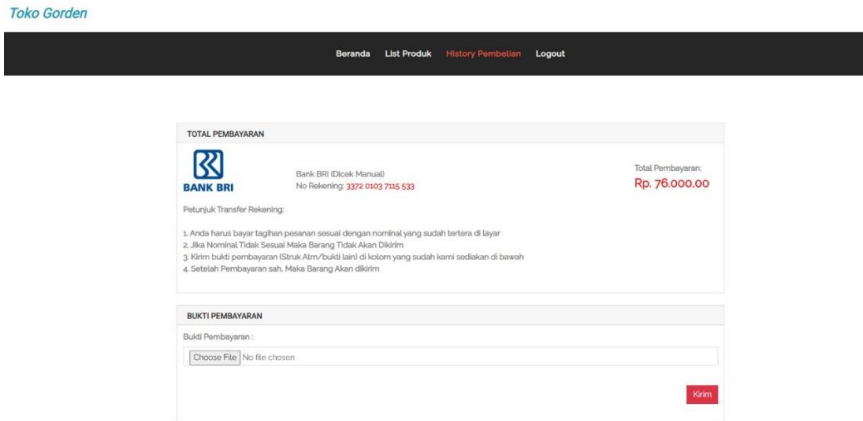 Toko Gorden
Beranda List Produk History Pembelian Logout
TOTAL PEMBAYARAN
BANK BRI
Bank BRI (Dicek Manual)
No Rekening: 3372 0103 7115 533
Total Pembayaran:
Rp. 76.000.00
Petunjuk Transfer Rekening:
1. Anda harus bayar tagihan pesanan sesuai dengan nominal yang sudah tertera di layar
2. Jika Nominal Tidak Sesuai Maka Barang Tidak Akan Dikirim
3. Kirim bukti pembayaran (Struk Atm/bukti lain) di kolom yang sudah kami sediakan di bawah
4. Setelah Pembayaran sah, Maka Barang Akan dikirim
BUKTI PEMBAYARAN
Bukti Pembayaran :
Choose File No file chosen
Kirim